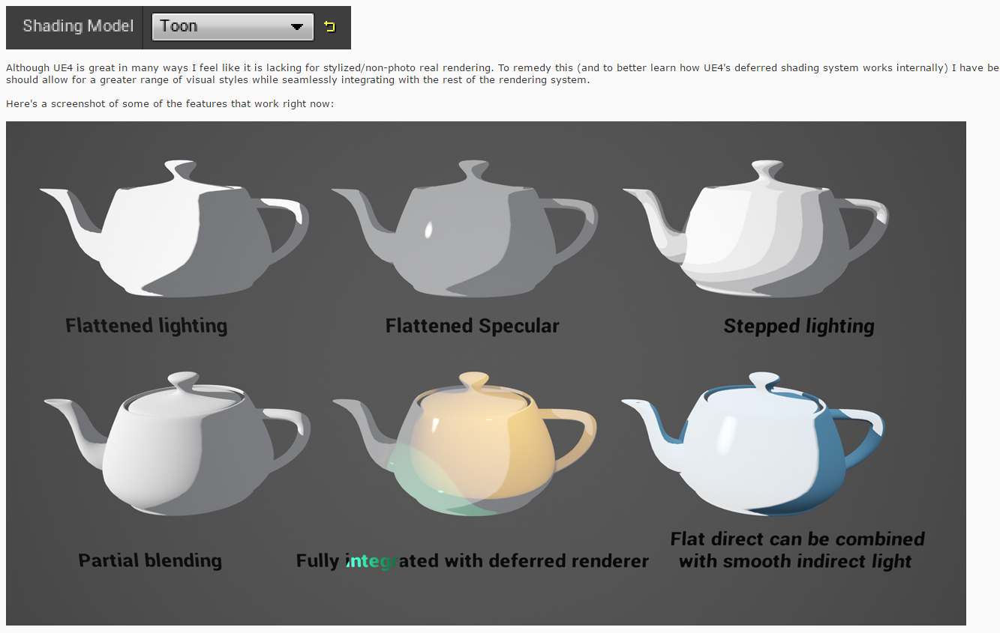 Shading Model Toon
Although UE4 is great in many ways I feel like it is lacking for stylized/non-photo real rendering. To remedy this (and to better learn how UE4's deferred shading system works internally) I have be
should allow for a greater range of visual styles while seamlessly integrating with the rest of the rendering system.
Here's a screenshot of some of the features that work right now:
Flattened lighting
Flattened Specular
Stepped lighting
Partial blending
Fully integrated with deferred renderer
Flat direct can be combined
with smooth indirect light